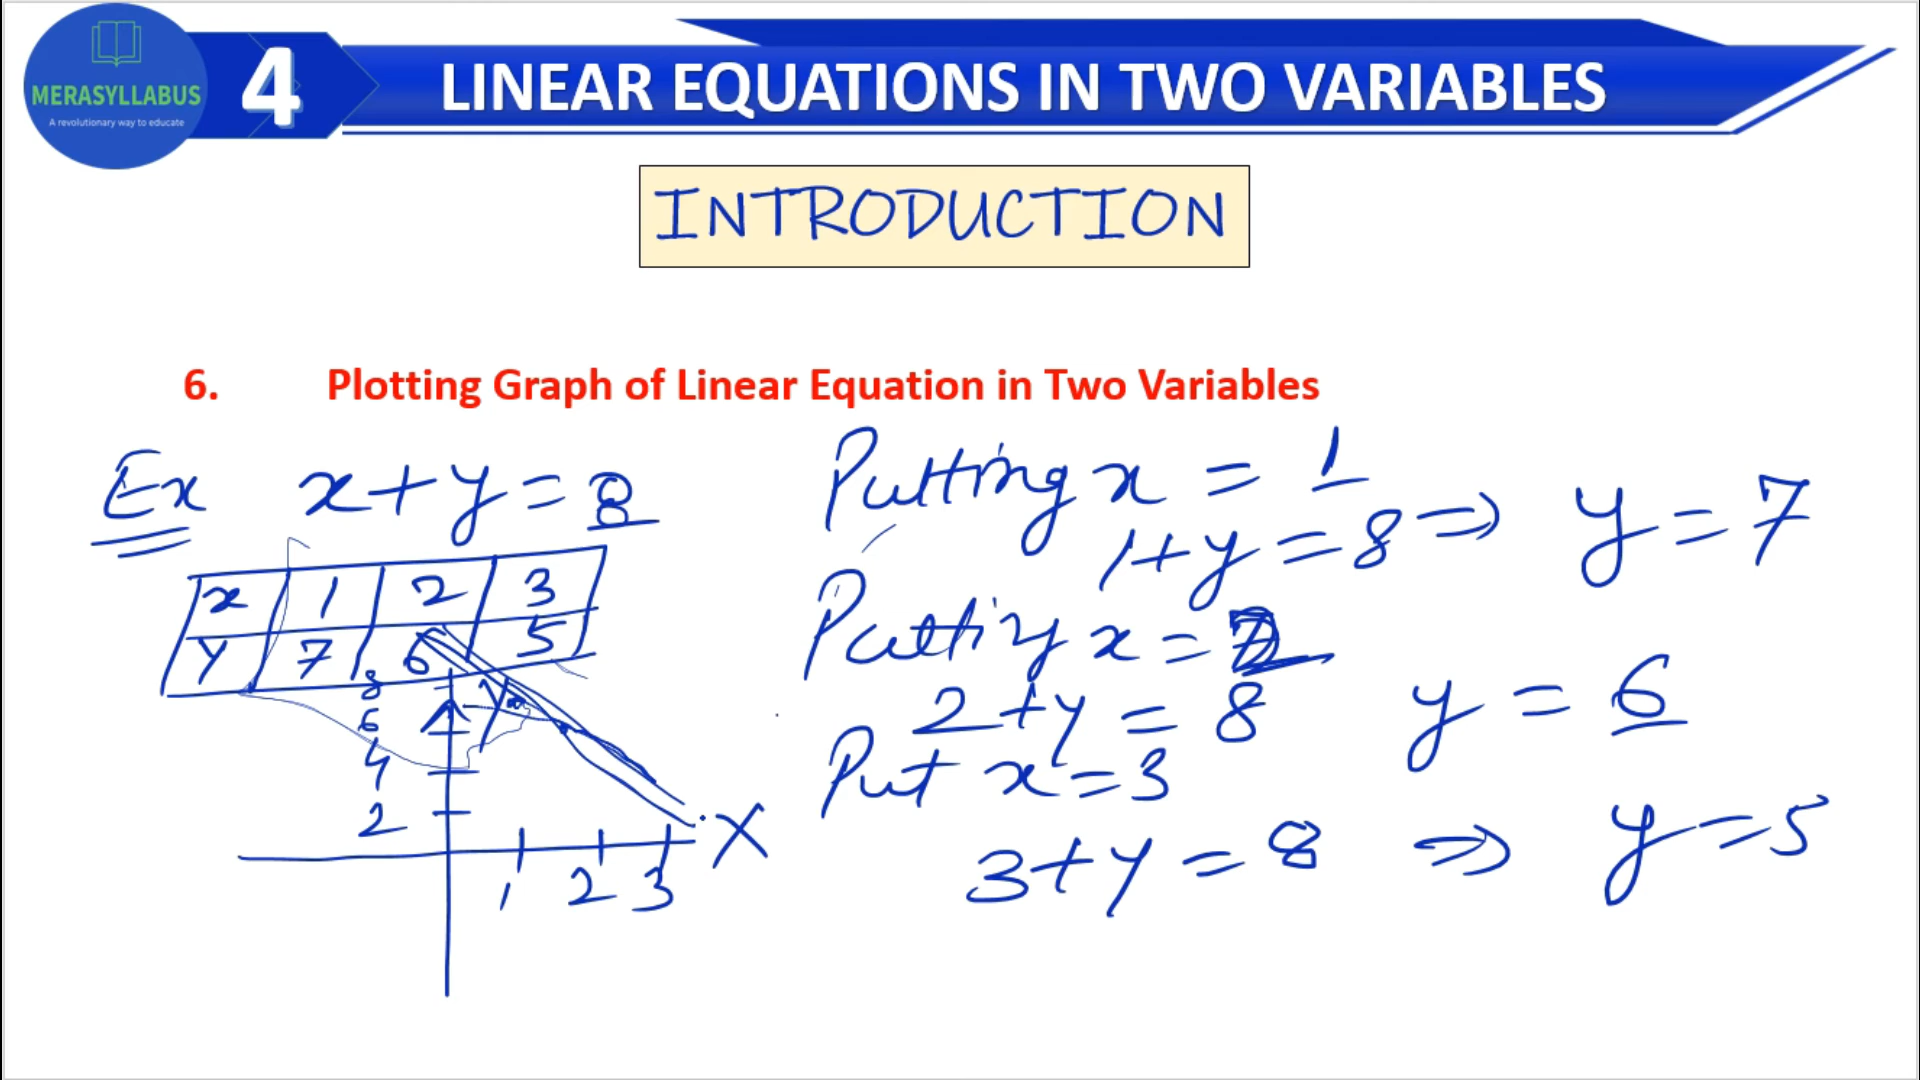 MERASYLLABUS
A revolutionary way to educate
4
LINEAR EQUATIONS IN TWO VARIABLES
INTRODUCTION
6. Plotting Graph of Linear Equation in Two Variables
Ex x+y=8
x 1 2 3
y 7 6 5
8
6
4
2
Y
X
1 2 3
Putting x = 1
1+y=8 ⇒ y=7
Putting x=2
2+y=8 y=6
Put x=3
3+y=8 ⇒ y=5